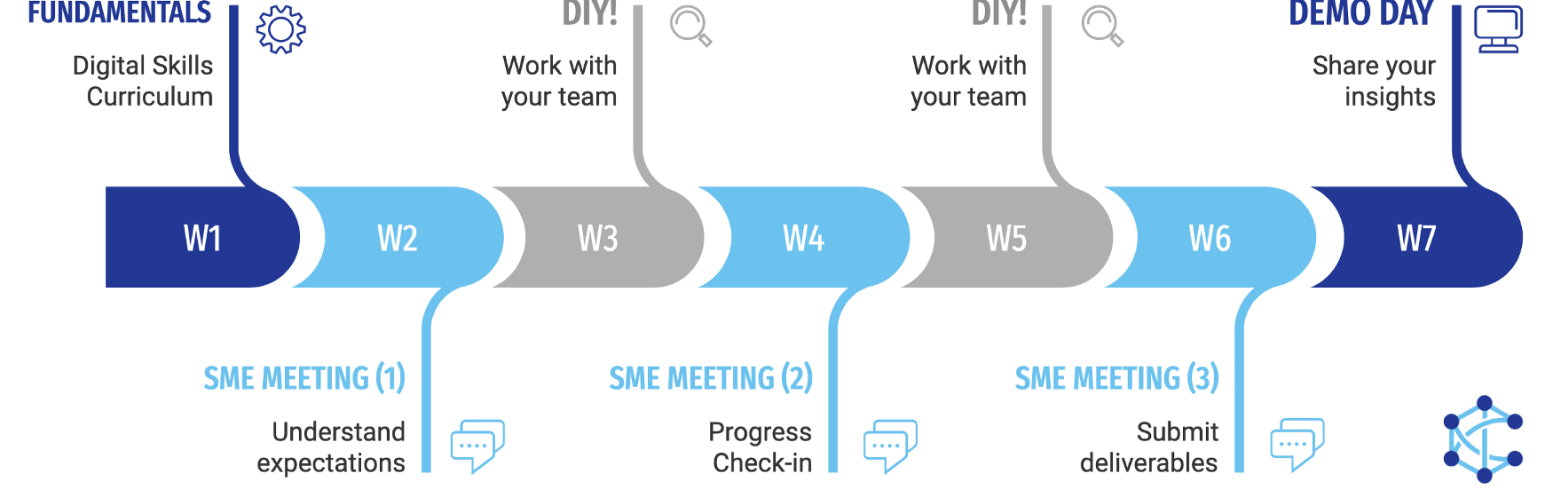 FUNDAMENTALS
Digital Skills
Curriculum
DIY!
Work with
your team
DIY!
Work with
your team
DEMO DAY
Share your
insights
W1
W2
W3
W4
W5
W6
W7
SME MEETING (1)
Understand
expectations
SME MEETING (2)
Progress
Check-in
SME MEETING (3)
Submit
deliverables